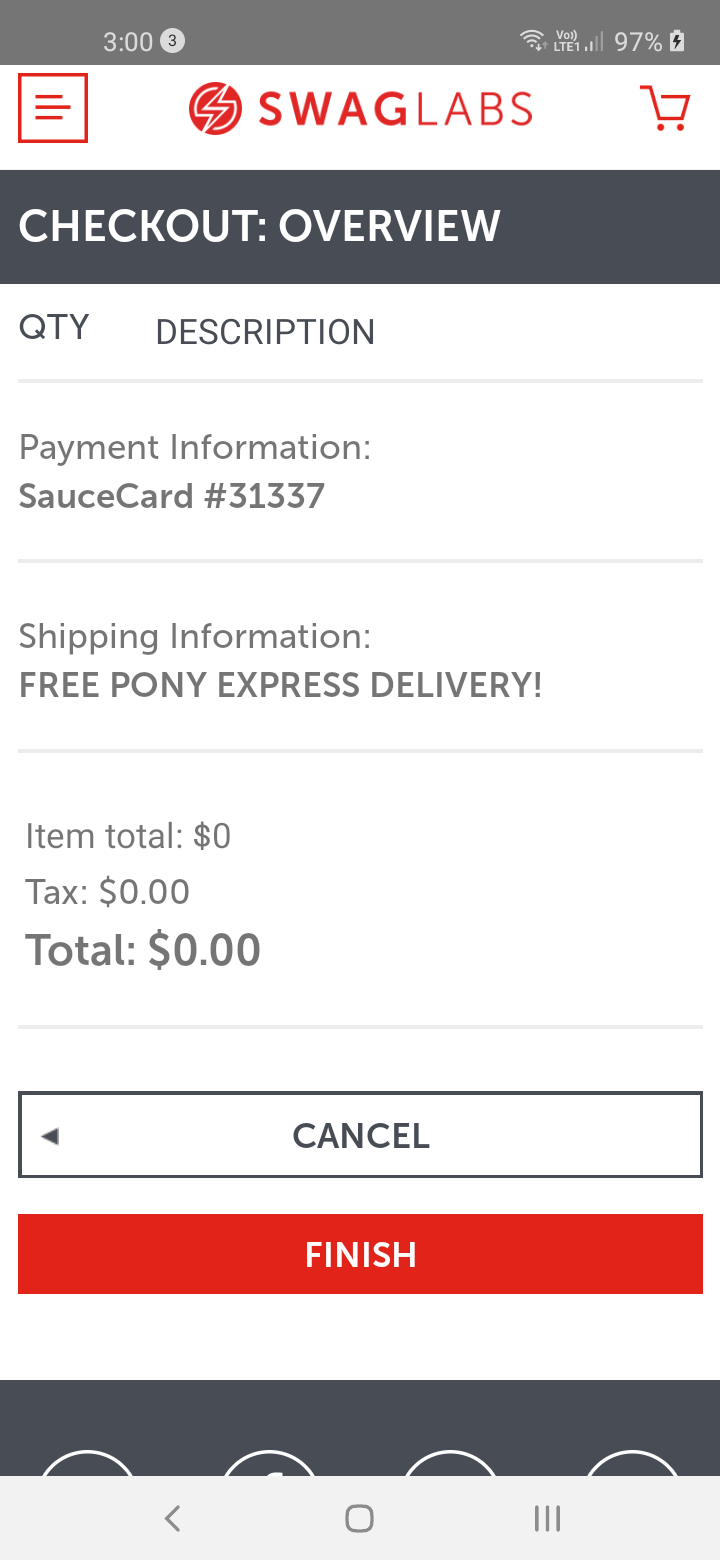 3:00 3 Vo)) LTE1 97%
SWAGLABS
CHECKOUT: OVERVIEW
QTY DESCRIPTION
Payment Information:
SauceCard #31337
Shipping Information:
FREE PONY EXPRESS DELIVERY!
Item total: $0
Tax: $0.00
Total: $0.00
CANCEL
FINISH